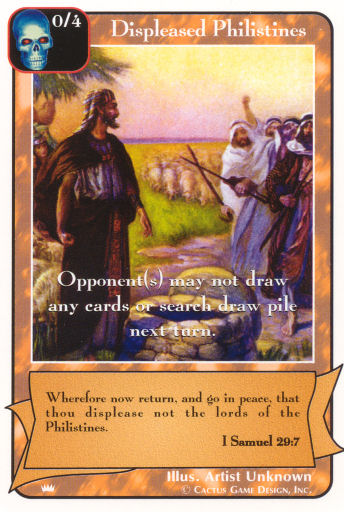 0/4
Displeased Philistines
Opponent(s) may not draw
any cards or search draw pile
next turn.
Wherefore now return, and go in peace, that
thou displease not the lords of the
Philistines.
I Samuel 29:7
Illus. Artist Unknown
© Cactus Game Design, Inc.